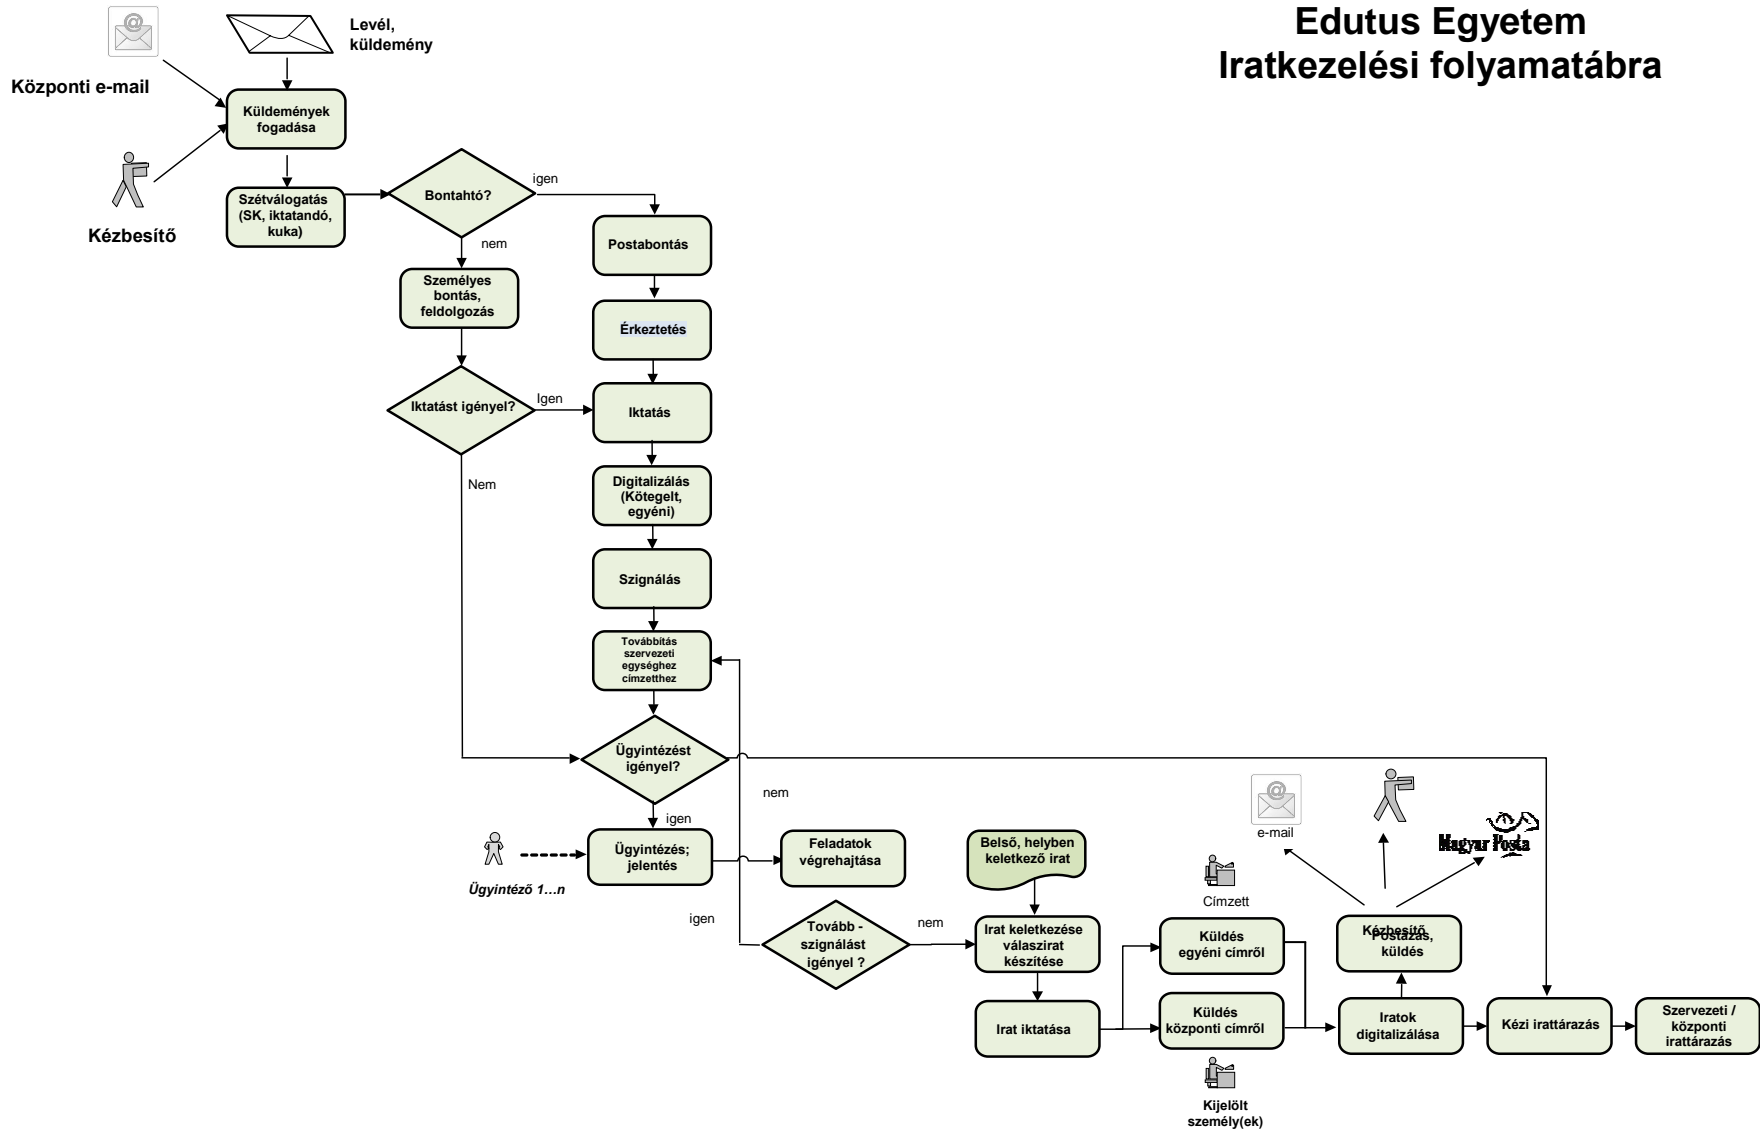 Edutus Egyetem
Iratkezelési folyamatábra
Levél,
küldemény
Központi e-mail
Küldemények
fogadása
Kézbesítő
Szétválogatás
(SK, iktatandó,
kuka)
Bontahtó?
igen
nem
Postabontás
Személyes
bontás,
feldolgozás
Érkeztetés
Iktatást igényel?
Igen
Iktatás
Nem
Digitalizálás
(Kötegelt,
egyéni)
Szignálás
Továbbítás
szervezeti
egységhez
címzetthez
Ügyintézést
igényel?
nem
igen
Ügyintéző 1…n
Ügyintézés;
jelentés
Feladatok
végrehajtása
igen
Tovább -
szignálást
igényel ?
nem
Belső, helyben
keletkező irat
Irat keletkezése
válaszirat
készítése
Irat iktatása
Címzett
Küldés
egyéni címről
Küldés
központi címről
Kijelölt
személy(ek)
e-mail
@
Magyar Posta
Kézbesítő
Postázás,
küldés
Iratok
digitalizálása
Kézi irattárazás
Szervezeti /
központi
irattárazás